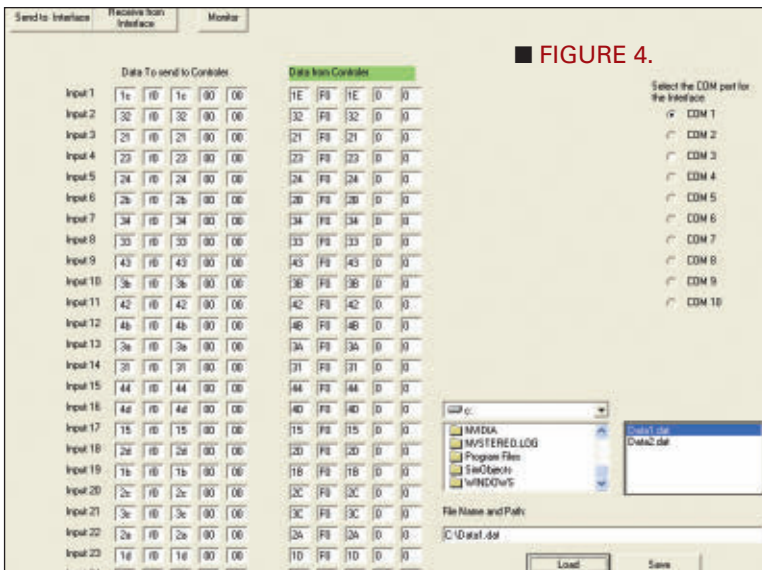 Send to Interface
Receive from
Interface
Monitor
■ FIGURE 4.
Data To send to Controler
Data from Controler
Select the COM port for
the Interface
Input 1 1c f0 1c 00 00 1E F0 1E 0 0
Input 2 32 f0 32 00 00 32 F0 32 0 0
Input 3 21 f0 21 00 00 21 F0 21 0 0
Input 4 23 f0 23 00 00 23 F0 23 0 0
Input 5 24 f0 24 00 00 24 F0 24 0 0
Input 6 2b f0 2b 00 00 2B F0 2B 0 0
Input 7 34 f0 34 00 00 34 F0 34 0 0
Input 8 33 f0 33 00 00 33 F0 33 0 0
Input 9 43 f0 43 00 00 43 F0 43 0 0
Input 10 3b f0 3b 00 00 3B F0 3B 0 0
Input 11 42 f0 42 00 00 42 F0 42 0 0
Input 12 4b f0 4b 00 00 4B F0 4B 0 0
Input 13 3a f0 3a 00 00 3A F0 3A 0 0
Input 14 31 f0 31 00 00 31 F0 31 0 0
Input 15 44 f0 44 00 00 44 F0 44 0 0
Input 16 4d f0 4d 00 00 4D F0 4D 0 0
Input 17 15 f0 15 00 00 15 F0 15 0 0
Input 18 2d f0 2d 00 00 2D F0 2D 0 0
Input 19 1b f0 1b 00 00 1B F0 1B 0 0
Input 20 2c f0 2c 00 00 2C F0 2C 0 0
Input 21 3c f0 3c 00 00 3C F0 3C 0 0
Input 22 2a f0 2a 00 00 2A F0 2A 0 0
Input 23 1d f0 1d 00 00 1D F0 1D 0 0
COM 1
COM 2
COM 3
COM 4
COM 5
COM 6
COM 7
COM 8
COM 9
COM 10
c:
NVIDIA
NVSTEREO.LOG
Program Files
SimObjects
WINDOWS
Data1.dat
Data2.dat
File Name and Path:
C:\Data1.dat
Load
Save